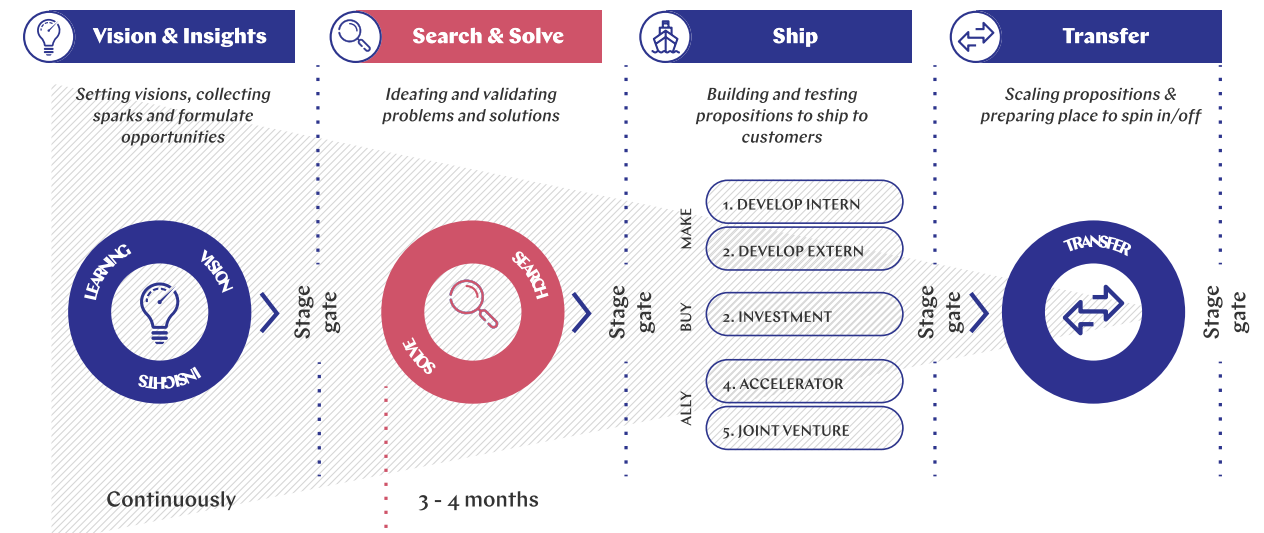 Vision & Insights
Search & Solve
Ship
Transfer
Setting visions, collecting
sparks and formulate
opportunities
Ideating and validating
problems and solutions
Building and testing
propositions to ship to
customers
Scaling propositions &
preparing place to spin in/off
LEARNING
VISION
INSIGHTS
Stage
gate
SEARCH
SOLVE
Stage
gate
MAKE
1. DEVELOP INTERN
2. DEVELOP EXTERN
BUY
2. INVESTMENT
ALLY
4. ACCELERATOR
5. JOINT VENTURE
Stage
gate
TRANSFER
Stage
gate
Continuously
3 - 4 months